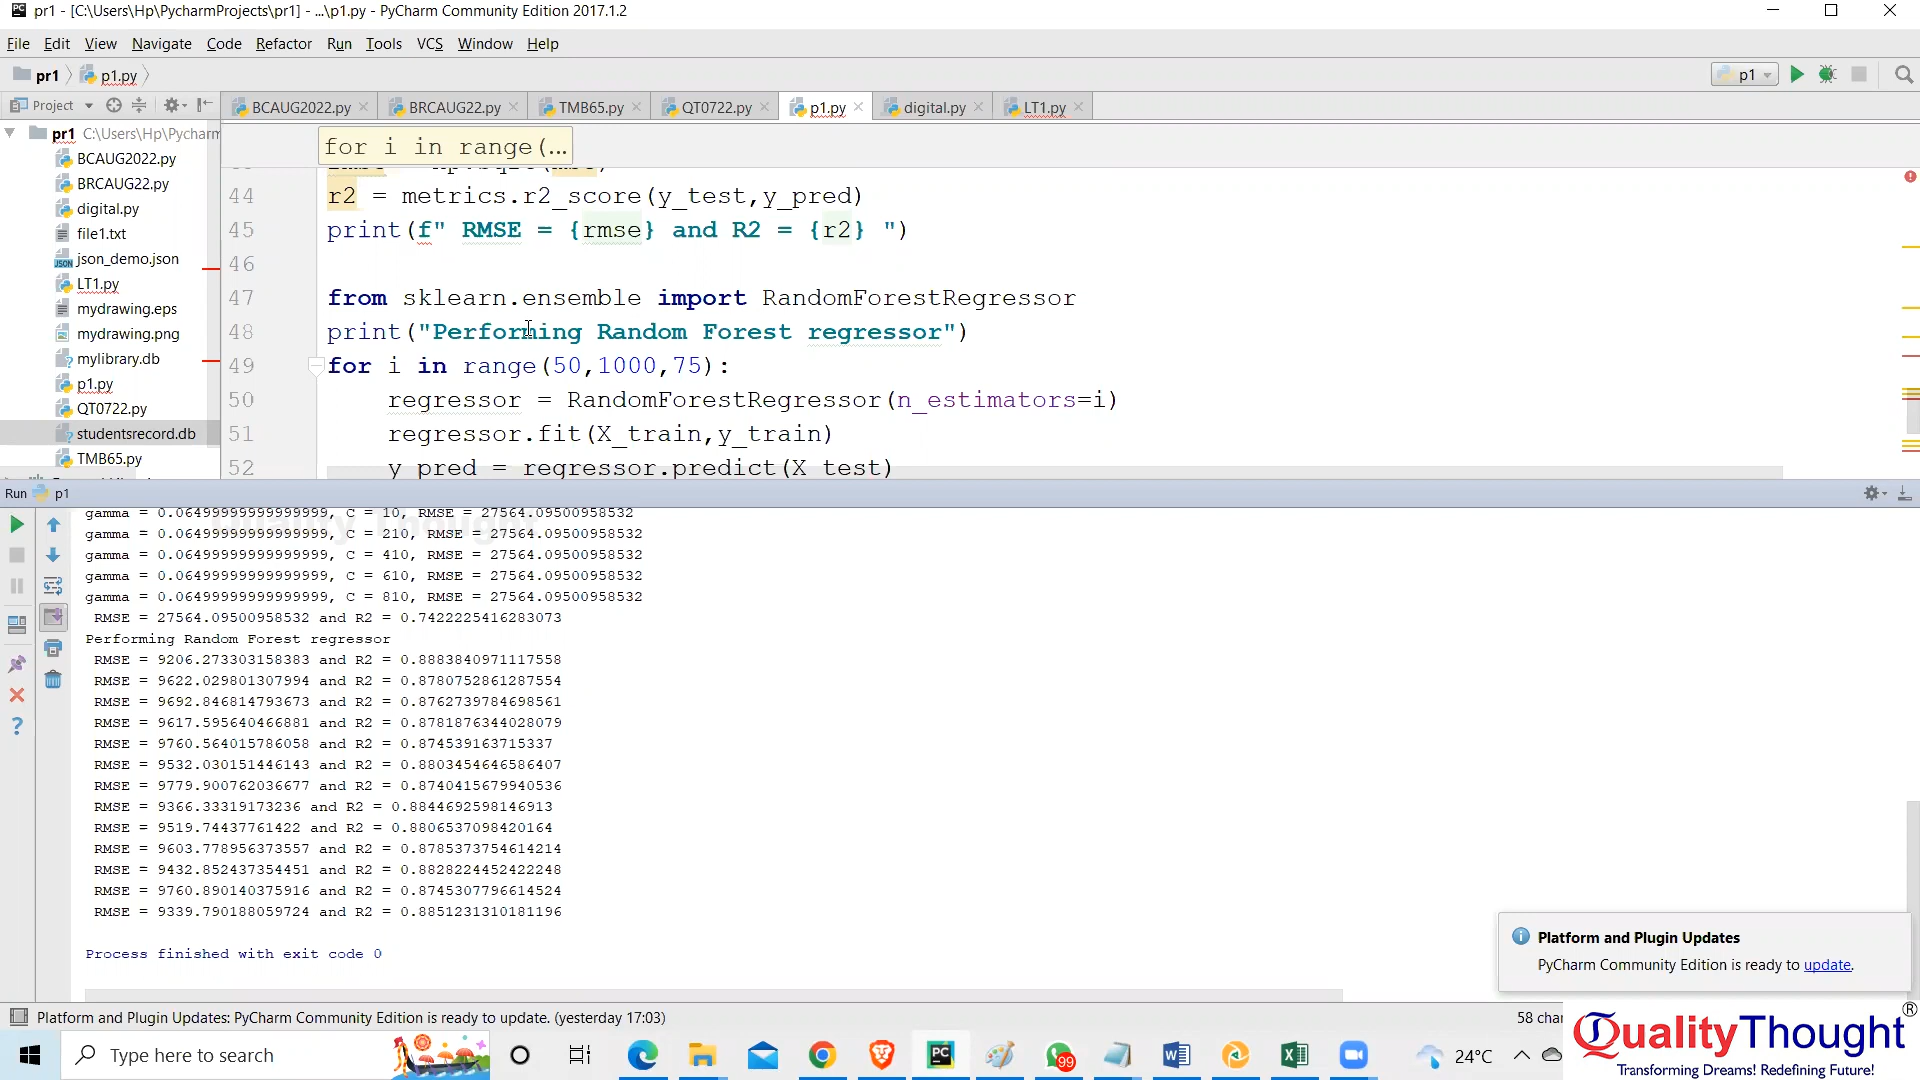 pr1 - [C:\Users\Hp\PycharmProjects\pr1] - ...\p1.py - PyCharm Community Edition 2017.1.2
File Edit View Navigate Code Refactor Run Tools VCS Window Help
pr1 p1.py p1
Project BCAUG2022.py BRCAUG22.py TMB65.py QT0722.py p1.py digital.py LT1.py
pr1 C:\Users\Hp\Pycharm
BCAUG2022.py
BRCAUG22.py
digital.py
file1.txt
json_demo.json
LT1.py
mydrawing.eps
mydrawing.png
mylibrary.db
p1.py
QT0722.py
studentsrecord.db
TMB65.py
for i in range(...
44 r2 = metrics.r2_score(y_test,y_pred)
45 print(f" RMSE = {rmse} and R2 = {r2} ")
46
47 from sklearn.ensemble import RandomForestRegressor
48 print("Performing Random Forest regressor")
49 for i in range(50,1000,75):
50 regressor = RandomForestRegressor(n_estimators=i)
51 regressor.fit(X_train,y_train)
52 y_pred = regressor.predict(X_test)
Run p1
Quality Thought
gamma = 0.06499999999999999, C = 10, RMSE = 27564.09500958532
gamma = 0.06499999999999999, C = 210, RMSE = 27564.09500958532
gamma = 0.06499999999999999, C = 410, RMSE = 27564.09500958532
gamma = 0.06499999999999999, C = 610, RMSE = 27564.09500958532
gamma = 0.06499999999999999, C = 810, RMSE = 27564.09500958532
RMSE = 27564.09500958532 and R2 = 0.7422225416283073
Performing Random Forest regressor
RMSE = 9206.273303158383 and R2 = 0.8883840971117558
RMSE = 9622.029801307994 and R2 = 0.8780752861287554
RMSE = 9692.846814793673 and R2 = 0.8762739784698561
RMSE = 9617.595640466881 and R2 = 0.8781876344028079
RMSE = 9760.564015786058 and R2 = 0.874539163715337
RMSE = 9532.030151446143 and R2 = 0.8803454646586407
RMSE = 9779.900762036677 and R2 = 0.8740415679940536
RMSE = 9366.33319173236 and R2 = 0.8844692598146913
RMSE = 9519.74437761422 and R2 = 0.8806537098420164
RMSE = 9603.778956373557 and R2 = 0.8785373754614214
RMSE = 9432.852437354451 and R2 = 0.8828224452422248
RMSE = 9760.890140375916 and R2 = 0.8745307796614524
RMSE = 9339.790188059724 and R2 = 0.8851231310181196
Process finished with exit code 0
Platform and Plugin Updates
PyCharm Community Edition is ready to update.
Platform and Plugin Updates: PyCharm Community Edition is ready to update. (yesterday 17:03) 58 char
QualityThought®
Transforming Dreams! Redefining Future!
Type here to search 99 24°C